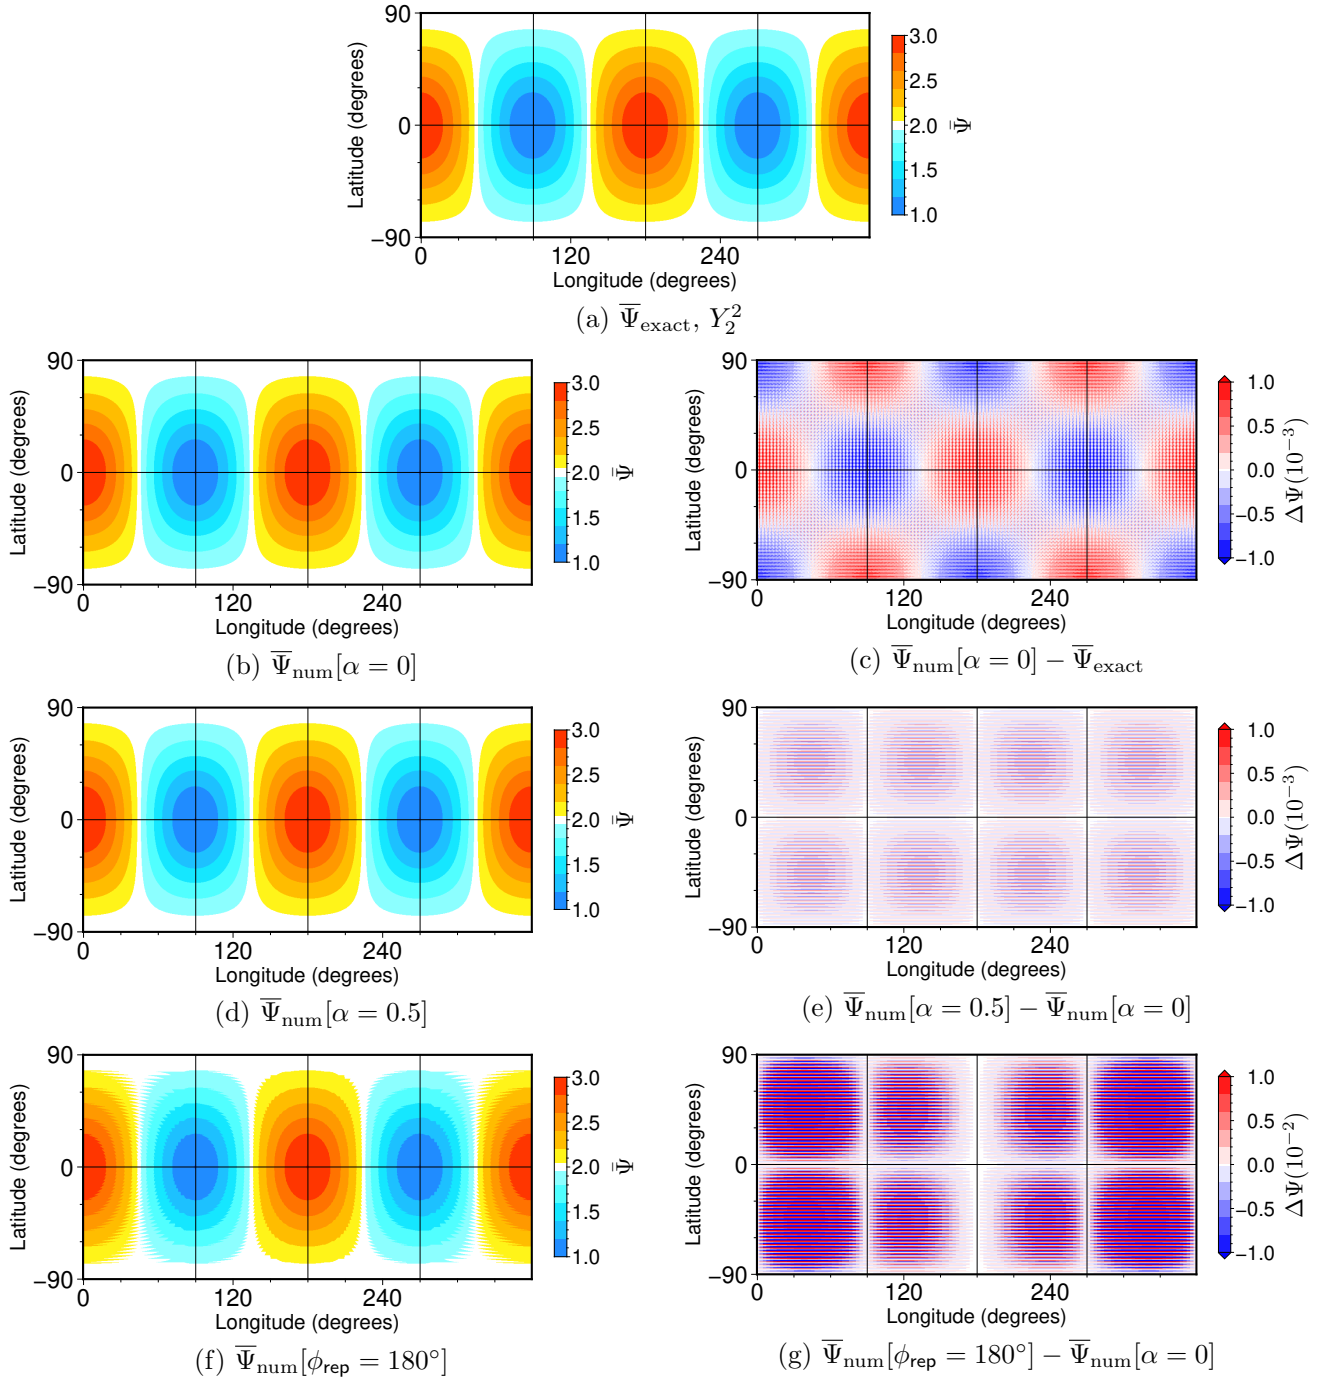 90
0
−90
Latitude (degrees)
0
120
240
Longitude (degrees)
3.0
2.5
2.0
1.5
1.0
Ψ̅
(a) Ψ̅exact, Y₂²
90
0
−90
Latitude (degrees)
0
120
240
Longitude (degrees)
3.0
2.5
2.0
1.5
1.0
Ψ̅
(b) Ψ̅num[α = 0]
90
0
−90
Latitude (degrees)
0
120
240
Longitude (degrees)
1.0
0.5
0.0
−0.5
−1.0
ΔΨ(10⁻³)
(c) Ψ̅num[α = 0] − Ψ̅exact
90
0
−90
Latitude (degrees)
0
120
240
Longitude (degrees)
3.0
2.5
2.0
1.5
1.0
Ψ̅
(d) Ψ̅num[α = 0.5]
90
0
−90
Latitude (degrees)
0
120
240
Longitude (degrees)
1.0
0.5
0.0
−0.5
−1.0
ΔΨ(10⁻³)
(e) Ψ̅num[α = 0.5] − Ψ̅num[α = 0]
90
0
−90
Latitude (degrees)
0
120
240
Longitude (degrees)
3.0
2.5
2.0
1.5
1.0
Ψ̅
(f) Ψ̅num[ϕrep = 180°]
90
0
−90
Latitude (degrees)
0
120
240
Longitude (degrees)
1.0
0.5
0.0
−0.5
−1.0
ΔΨ(10⁻²)
(g) Ψ̅num[ϕrep = 180°] − Ψ̅num[α = 0]